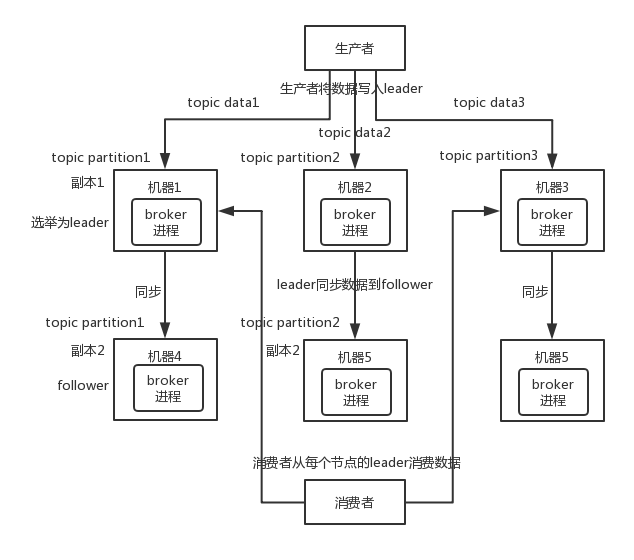 生产者
生产者将数据写入leader
topic data1
topic data3
topic data2
topic partition1
topic partition2
topic partition3
副本1
选举为leader
机器1
broker
进程
机器2
broker
进程
机器3
broker
进程
同步
leader同步数据到follower
同步
topic partition1
topic partition2
副本2
follower
机器4
broker
进程
副本2
机器5
broker
进程
机器5
broker
进程
消费者从每个节点的leader消费数据
消费者